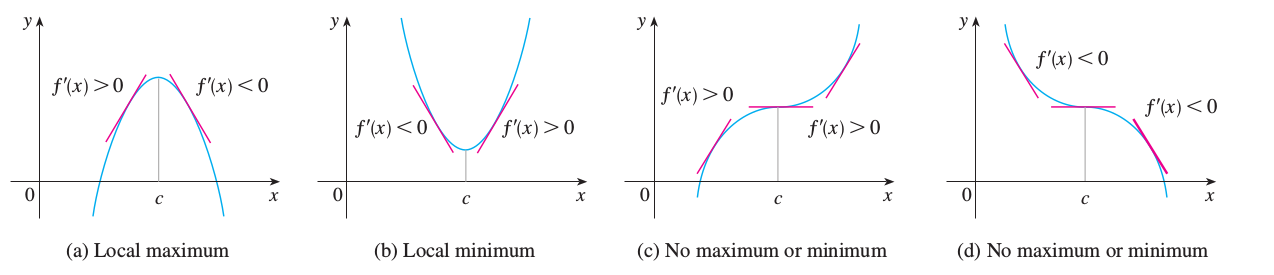 y
f′(x) > 0
f′(x) < 0
0
c
x
(a) Local maximum
y
f′(x) < 0
f′(x) > 0
0
c
x
(b) Local minimum
y
f′(x) > 0
f′(x) > 0
0
c
x
(c) No maximum or minimum
y
f′(x) < 0
f′(x) < 0
0
c
x
(d) No maximum or minimum